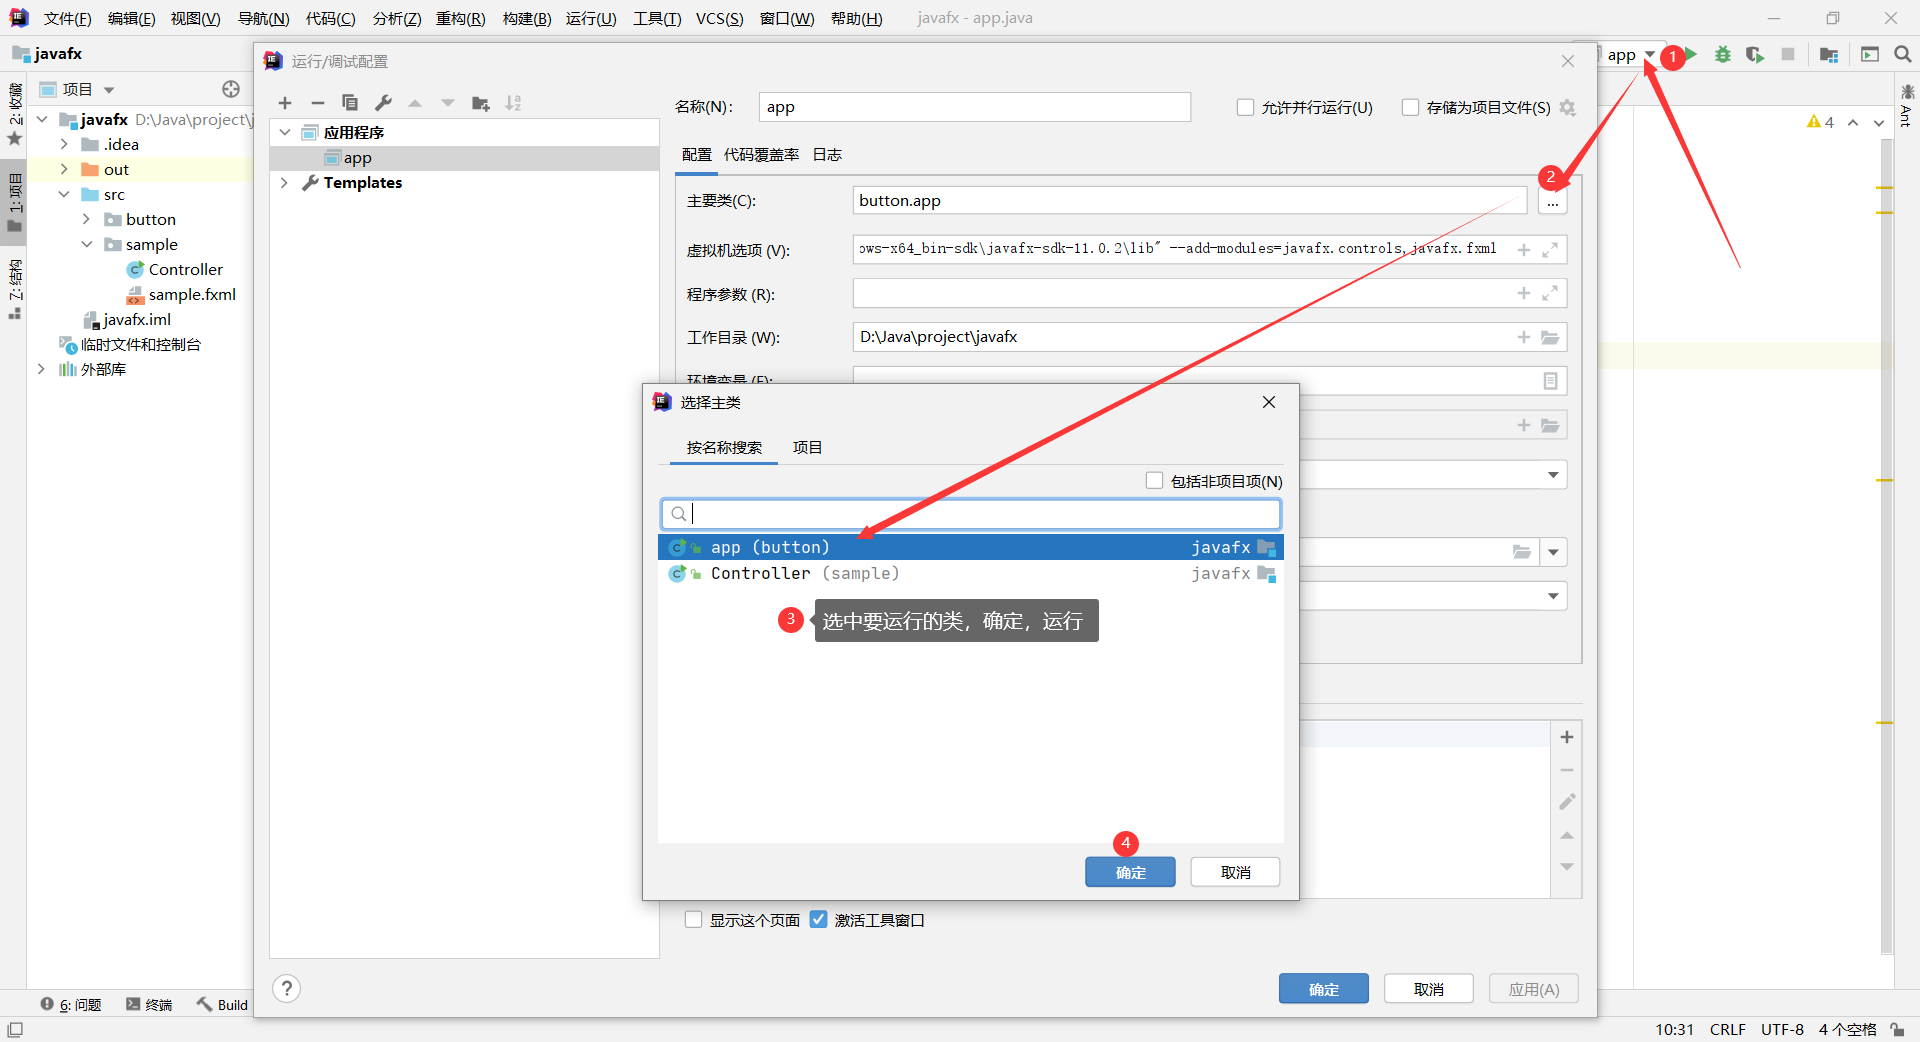 文件(F) 编辑(E) 视图(V) 导航(N) 代码(C) 分析(Z) 重构(R) 构建(B) 运行(U) 工具(T) VCS(S) 窗口(W) 帮助(H) javafx - app.java
javafx
app
1
运行/调试配置
2: 收藏
1: 项目
Z: 结构
项目
javafx D:\Java\project\j
.idea
out
src
button
sample
Controller
sample.fxml
javafx.iml
临时文件和控制台
外部库
应用程序
app
Templates
名称(N): app 允许并行运行(U) 存储为项目文件(S)
配置 代码覆盖率 日志
2
主要类(C): button.app ...
虚拟机选项 (V): ows-x64_bin-sdk\javafx-sdk-11.0.2\lib" --add-modules=javafx.controls,javafx.fxml
程序参数 (R):
工作目录 (W): D:\Java\project\javafx
环境变量 (E):
4
Ant
选择主类
按名称搜索 项目
包括非项目项(N)
app (button) javafx
Controller (sample) javafx
3 选中要运行的类，确定，运行
4
确定 取消
显示这个页面 激活工具窗口
? 确定 取消 应用(A)
6: 问题 终端 Build
10:31 CRLF UTF-8 4 个空格